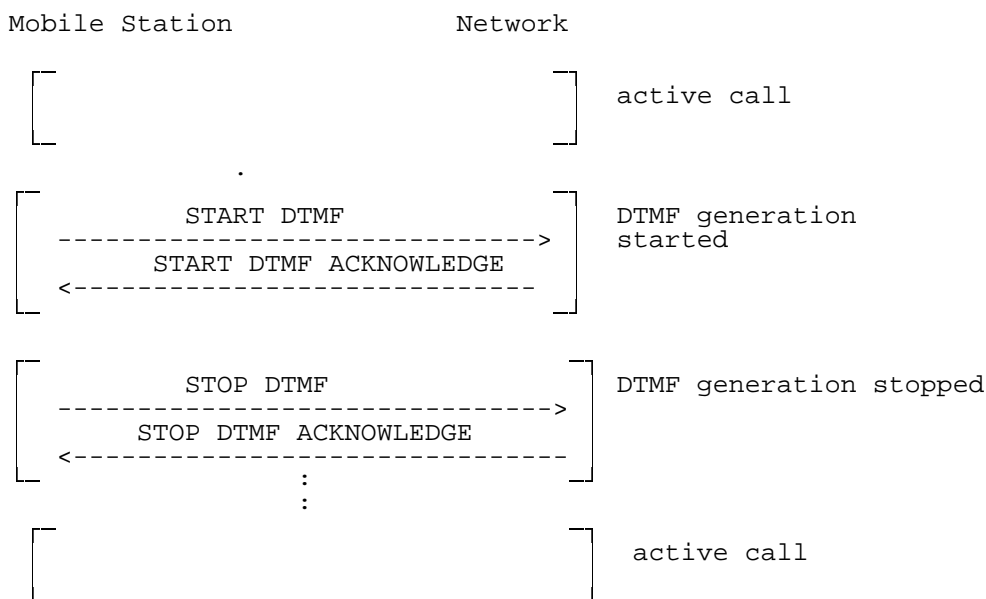 Mobile Station Network
active call
.
START DTMF DTMF generation
------------------------------> started
START DTMF ACKNOWLEDGE
<-----------------------------
STOP DTMF DTMF generation stopped
------------------------------->
STOP DTMF ACKNOWLEDGE
<-------------------------------
:
:
active call